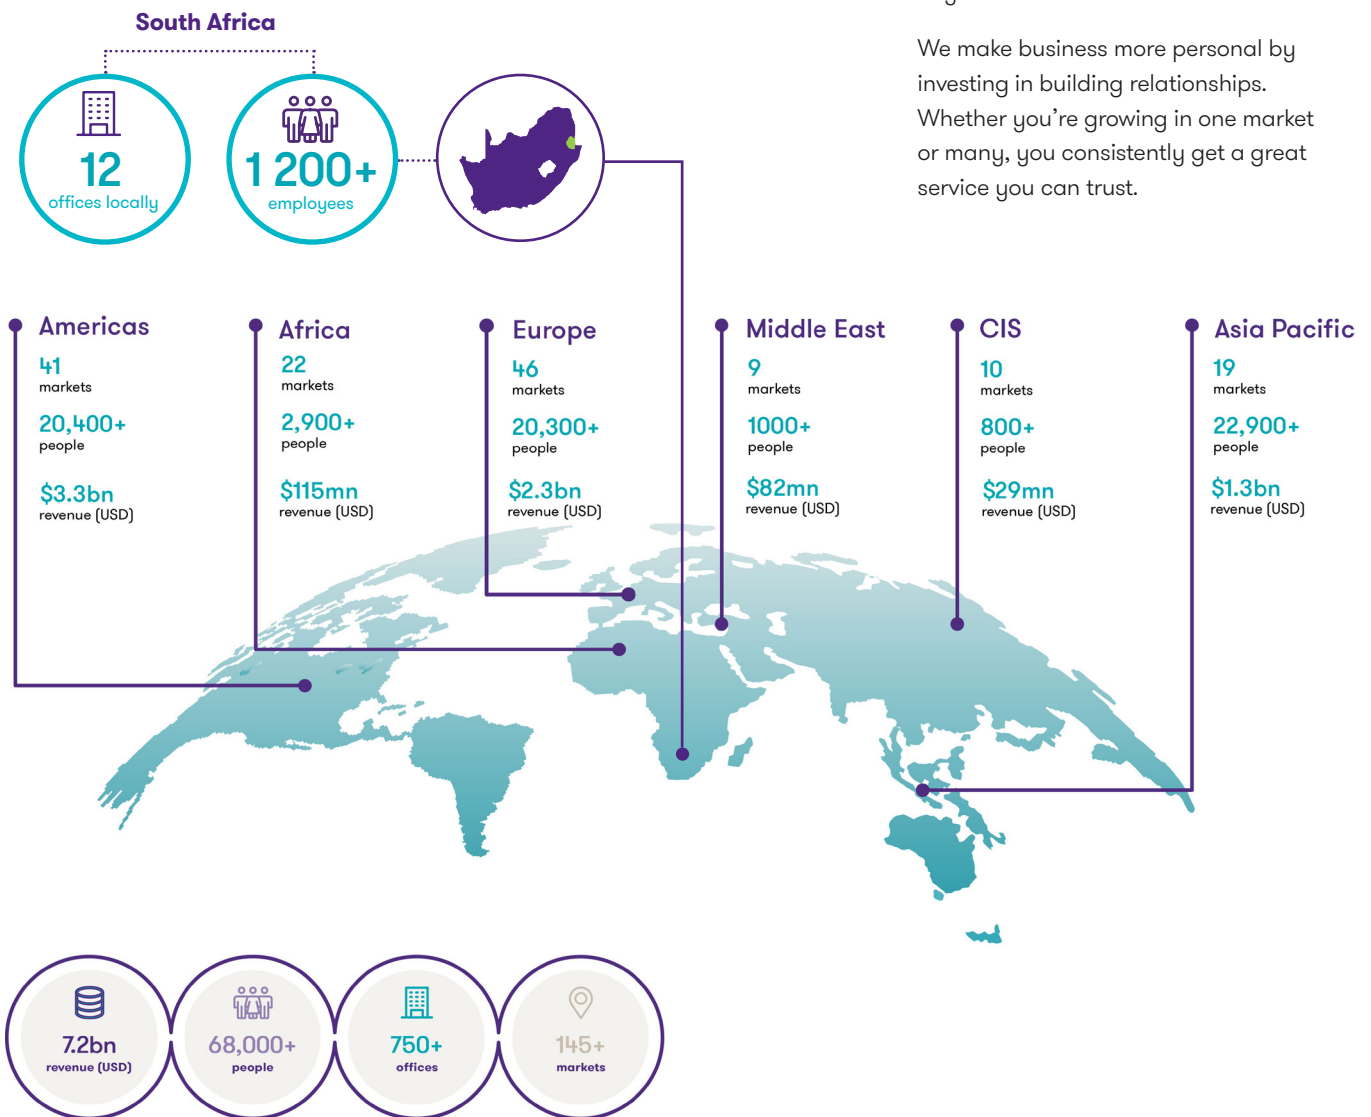 South Africa
12
offices locally
1 200+
employees
We make business more personal by
investing in building relationships.
Whether you're growing in one market
or many, you consistently get a great
service you can trust.
Americas
41
markets
20,400+
people
$3.3bn
revenue (USD)
Africa
22
markets
2,900+
people
$115mn
revenue (USD)
Europe
46
markets
20,300+
people
$2.3bn
revenue (USD)
Middle East
9
markets
1000+
people
$82mn
revenue (USD)
CIS
10
markets
800+
people
$29mn
revenue (USD)
Asia Pacific
19
markets
22,900+
people
$1.3bn
revenue (USD)
7.2bn
revenue (USD)
68,000+
people
750+
offices
145+
markets